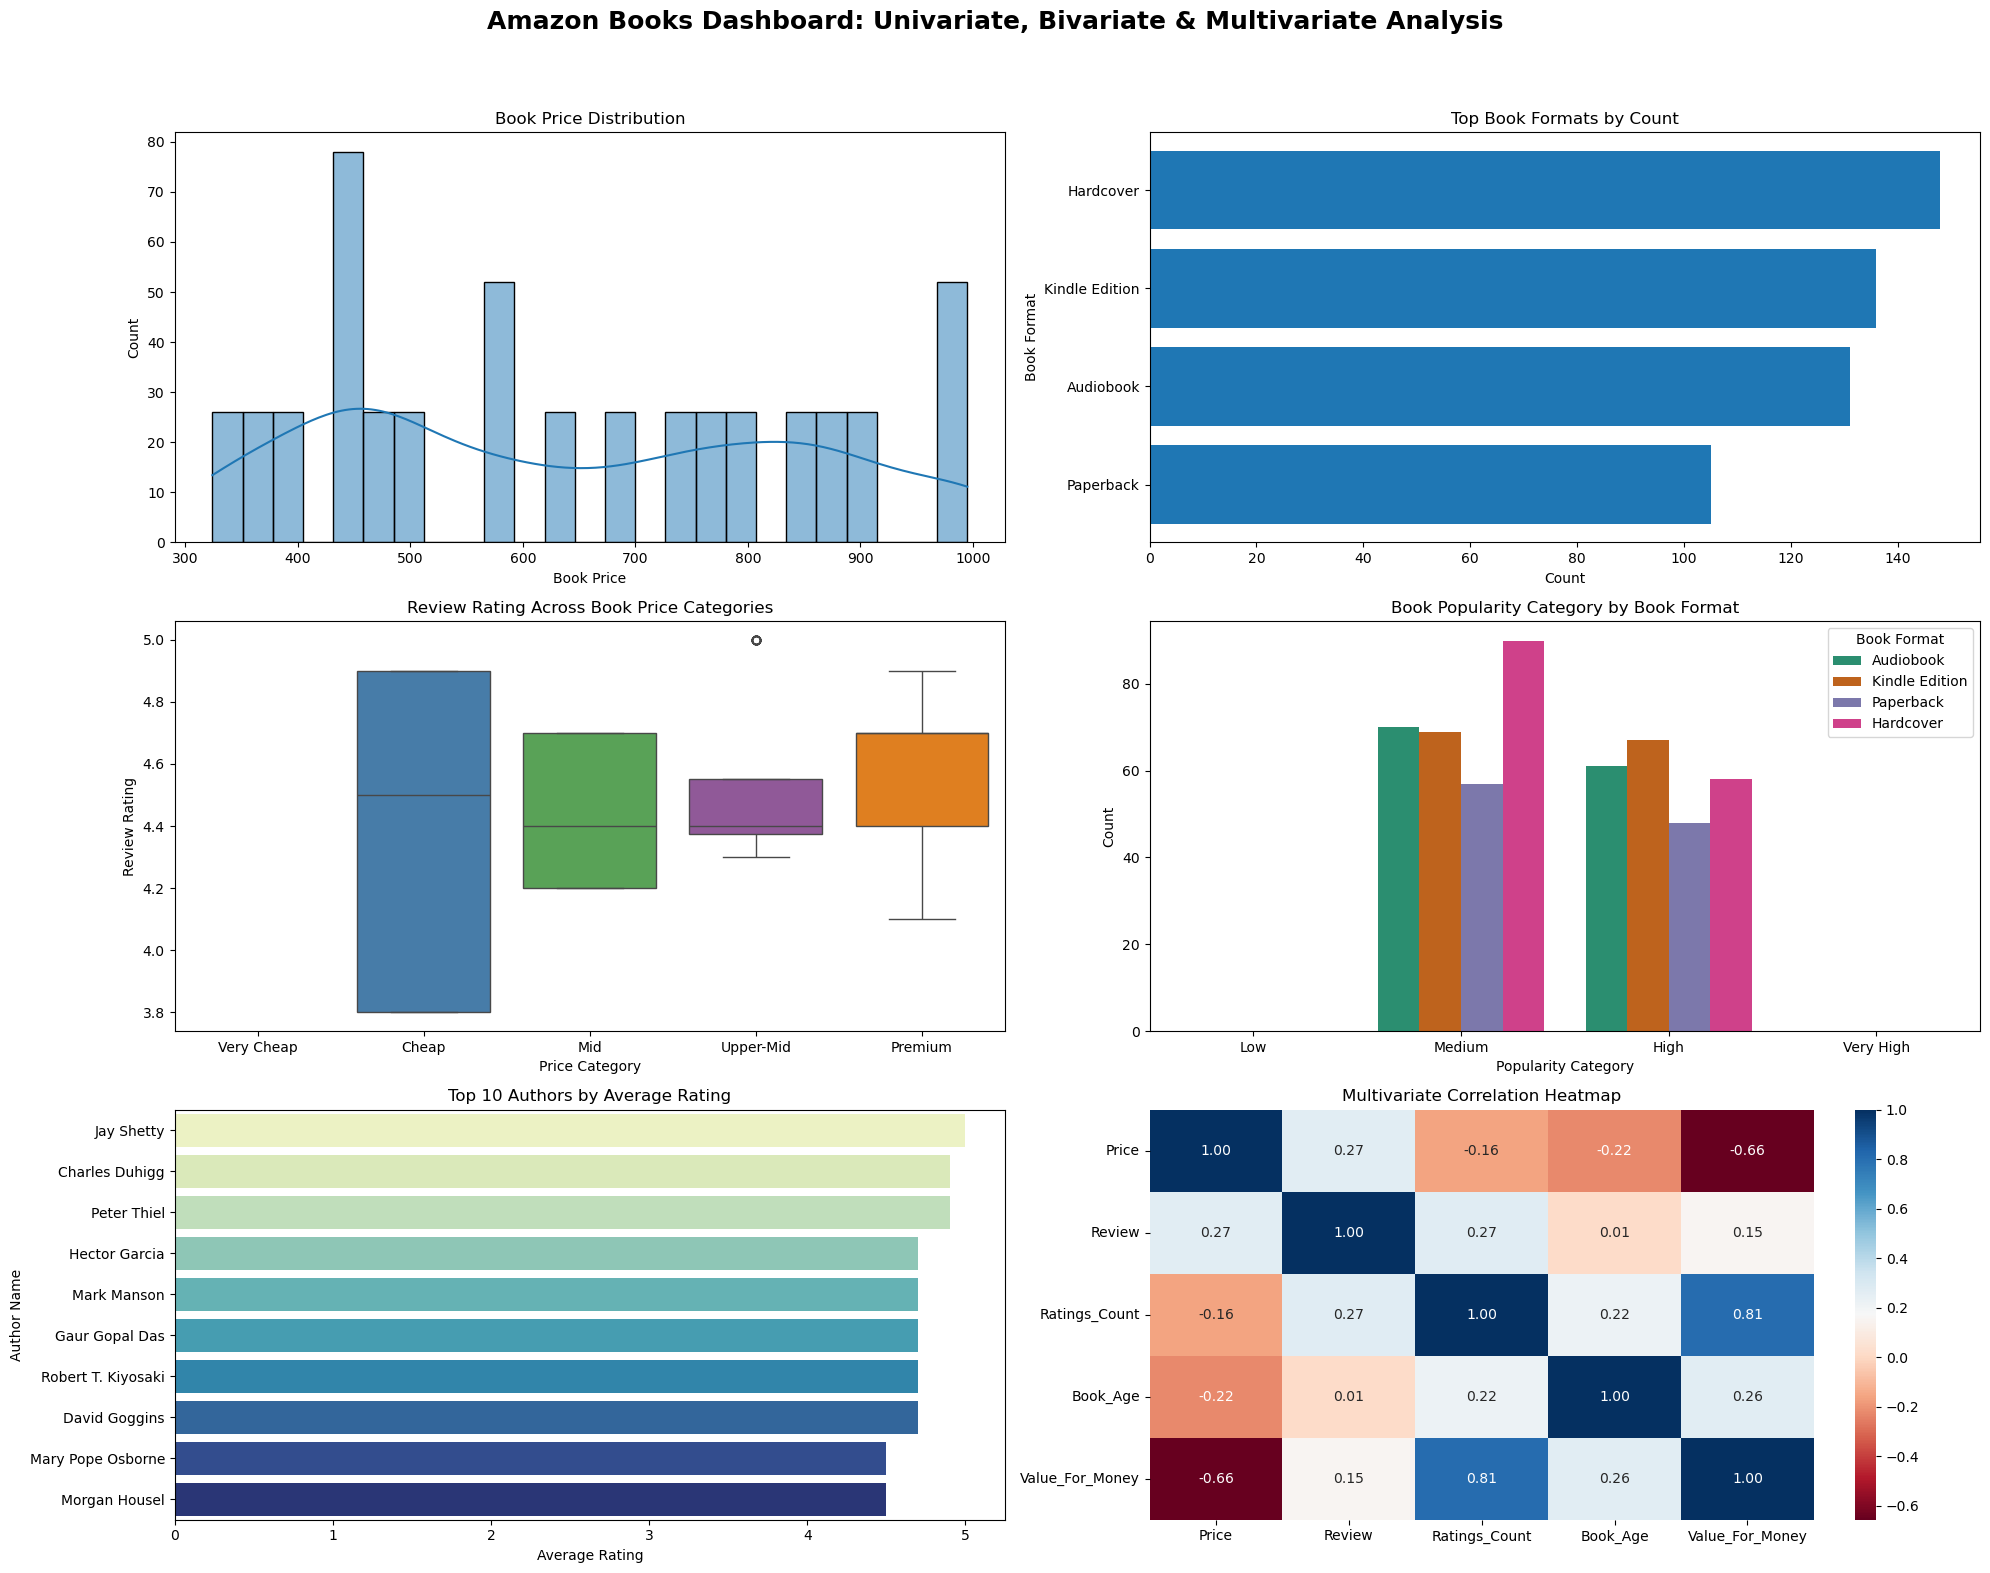 Amazon Books Dashboard: Univariate, Bivariate & Multivariate Analysis
Book Price Distribution
80
70
60
50
40
30
20
10
0
Count
300 400 500 600 700 800 900 1000
Book Price
Top Book Formats by Count
Hardcover
Kindle Edition
Audiobook
Paperback
Book Format
0 20 40 60 80 100 120 140
Count
Review Rating Across Book Price Categories
5.0
4.8
4.6
4.4
4.2
4.0
3.8
Review Rating
Very Cheap Cheap Mid Upper-Mid Premium
Price Category
Book Popularity Category by Book Format
Book Format
Audiobook
Kindle Edition
Paperback
Hardcover
80
60
40
20
0
Count
Low Medium High Very High
Popularity Category
Top 10 Authors by Average Rating
Jay Shetty
Charles Duhigg
Peter Thiel
Hector Garcia
Mark Manson
Gaur Gopal Das
Robert T. Kiyosaki
David Goggins
Mary Pope Osborne
Morgan Housel
Author Name
0 1 2 3 4 5
Average Rating
Multivariate Correlation Heatmap
Price 1.00 0.27 -0.16 -0.22 -0.66
Review 0.27 1.00 0.27 0.01 0.15
Ratings_Count -0.16 0.27 1.00 0.22 0.81
Book_Age -0.22 0.01 0.22 1.00 0.26
Value_For_Money -0.66 0.15 0.81 0.26 1.00
Price Review Ratings_Count Book_Age Value_For_Money
1.0
0.8
0.6
0.4
0.2
0.0
−0.2
−0.4
−0.6